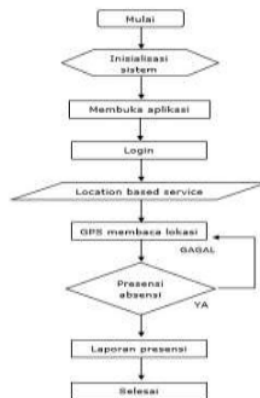 Mulai
Inisialisasi
sistem
Membuka aplikasi
Login
Location based service
GPS membaca lokasi
GAGAL
Presensi
absensi
YA
Laporan presensi
Selesai